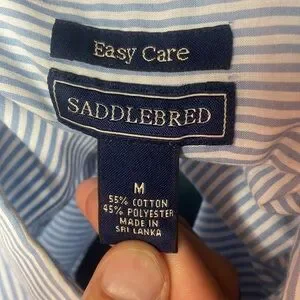 Easy Care
SADDLEBRED
M
55% COTTON
45% POLYESTER
MADE IN
SRI LANKA